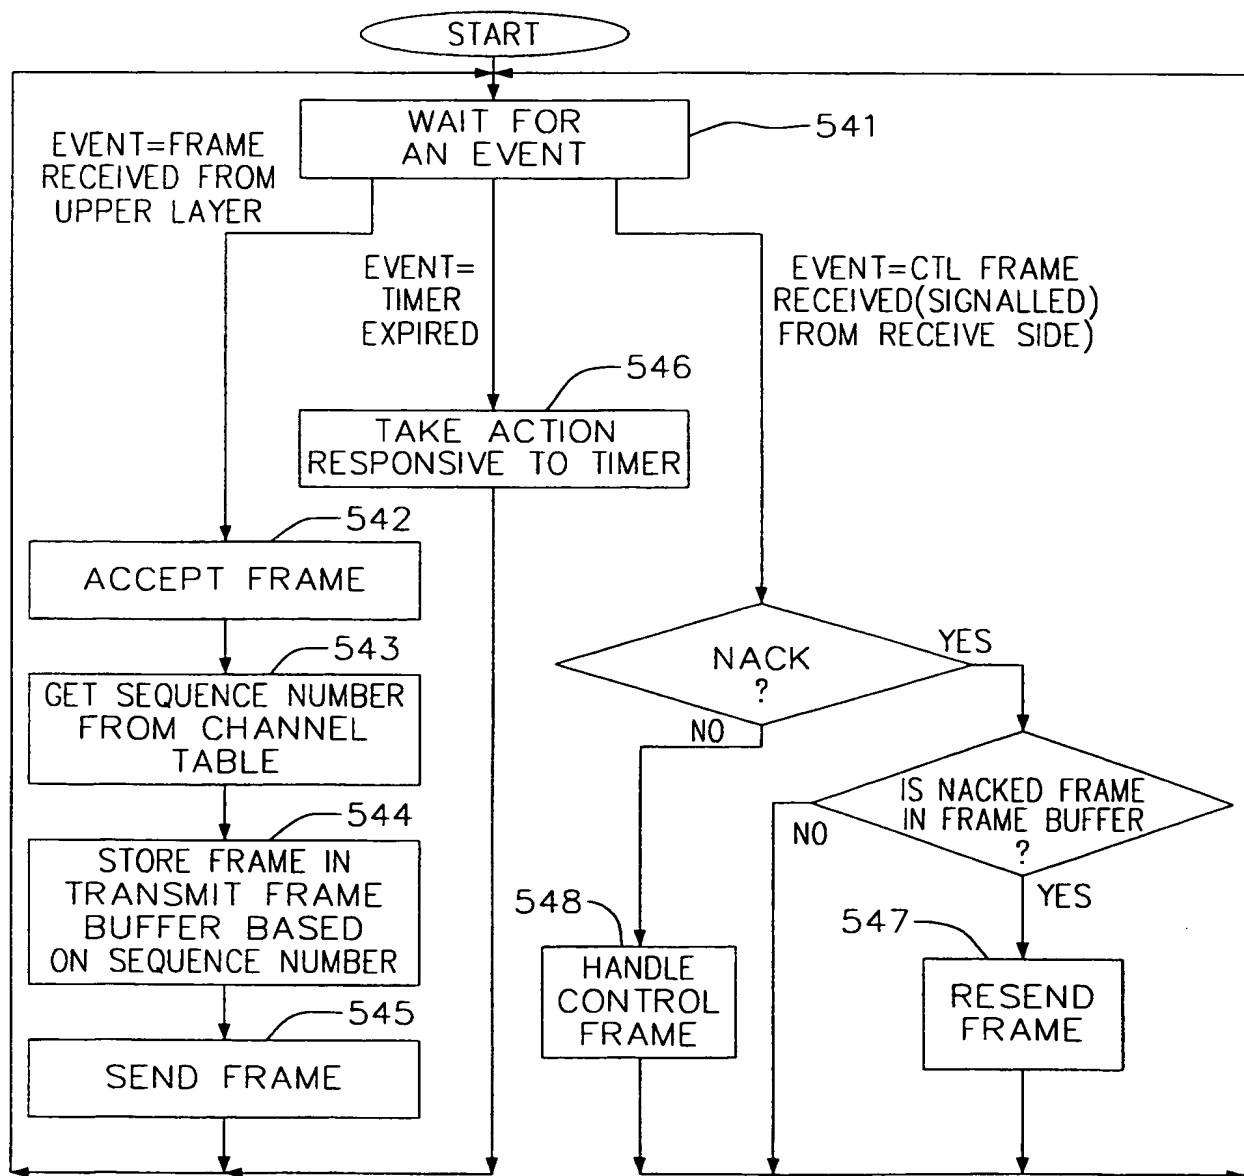 START
WAIT FOR
AN EVENT
541
EVENT=FRAME
RECEIVED FROM
UPPER LAYER
EVENT=
TIMER
EXPIRED
EVENT=CTL FRAME
RECEIVED(SIGNALLED)
FROM RECEIVE SIDE)
546
TAKE ACTION
RESPONSIVE TO TIMER
542
ACCEPT FRAME
543
GET SEQUENCE NUMBER
FROM CHANNEL
TABLE
544
STORE FRAME IN
TRANSMIT FRAME
BUFFER BASED
ON SEQUENCE NUMBER
545
SEND FRAME
NACK
?
YES
NO
IS NACKED FRAME
IN FRAME BUFFER
?
NO
YES
548
HANDLE
CONTROL
FRAME
547
RESEND
FRAME